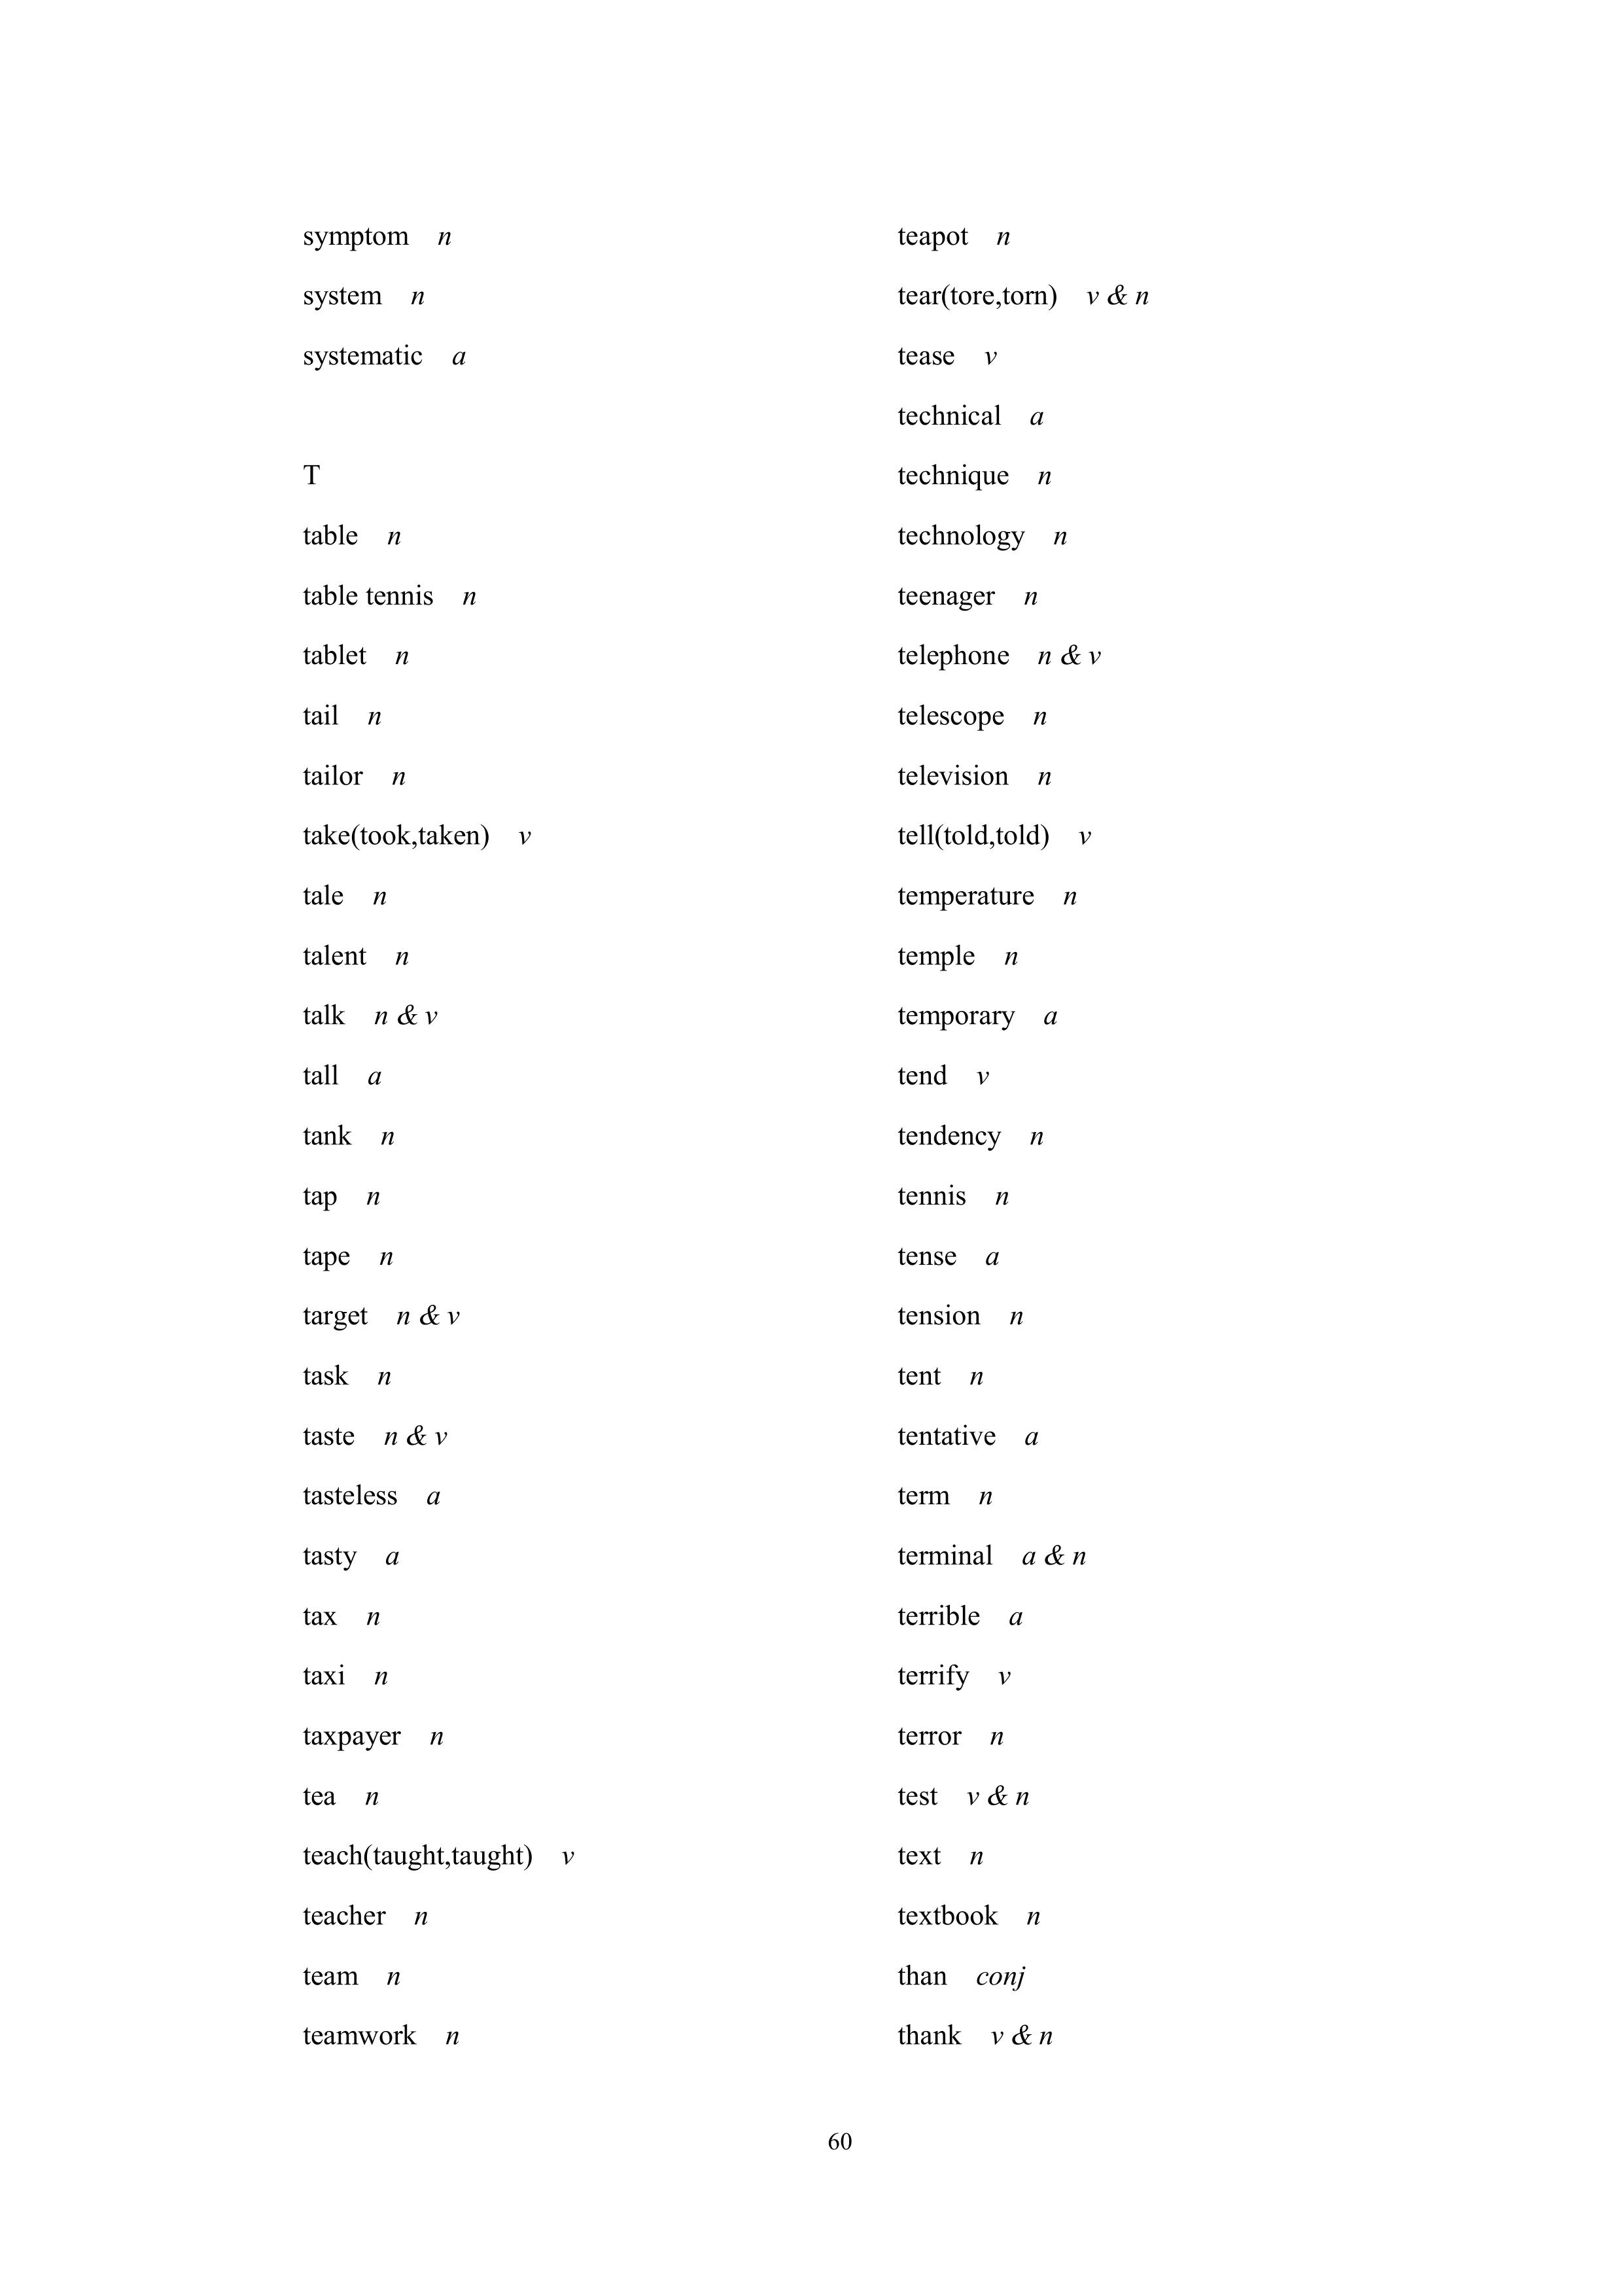 symptom n
system n
systematic a
T
table n
table tennis n
tablet n
tail n
tailor n
take(took,taken) v
tale n
talent n
talk n & v
tall a
tank n
tap n
tape n
target n & v
task n
taste n & v
tasteless a
tasty a
tax n
taxi n
taxpayer n
tea n
teach(taught,taught) v
teacher n
team n
teamwork n
teapot n
tear(tore,torn) v & n
tease v
technical a
technique n
technology n
teenager n
telephone n & v
telescope n
television n
tell(told,told) v
temperature n
temple n
temporary a
tend v
tendency n
tennis n
tense a
tension n
tent n
tentative a
term n
terminal a & n
terrible a
terrify v
terror n
test v & n
text n
textbook n
than conj
thank v & n
60